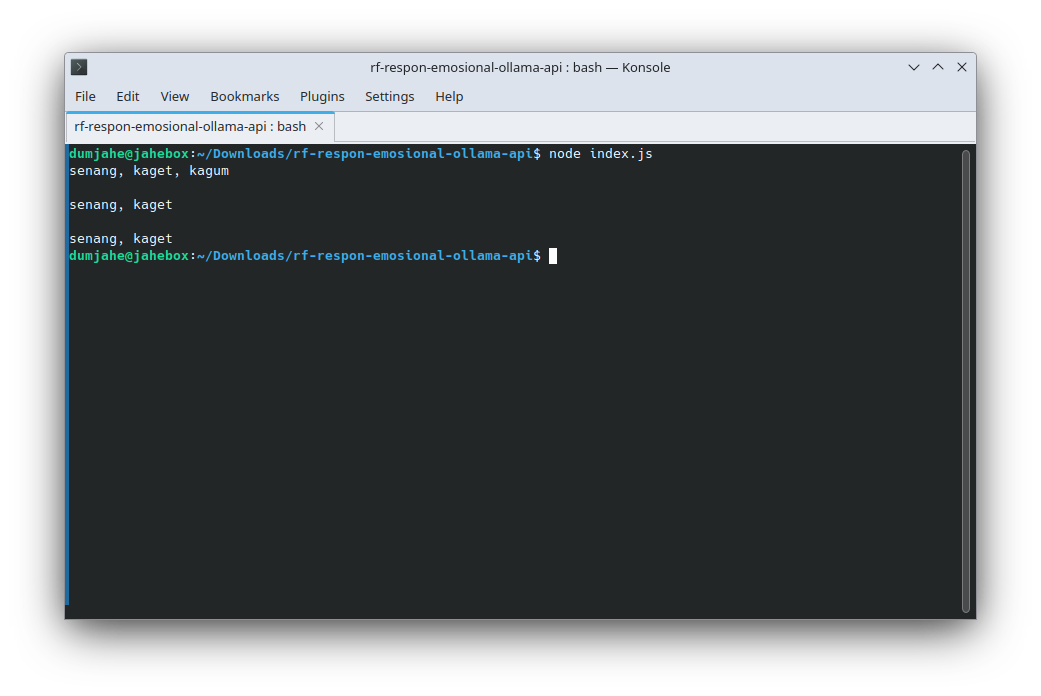 rf-respon-emosional-ollama-api : bash — Konsole
File Edit View Bookmarks Plugins Settings Help
rf-respon-emosional-ollama-api : bash
dumjahe@jahebox:~/Downloads/rf-respon-emosional-ollama-api$ node index.js
senang, kaget, kagum
senang, kaget
senang, kaget
dumjahe@jahebox:~/Downloads/rf-respon-emosional-ollama-api$